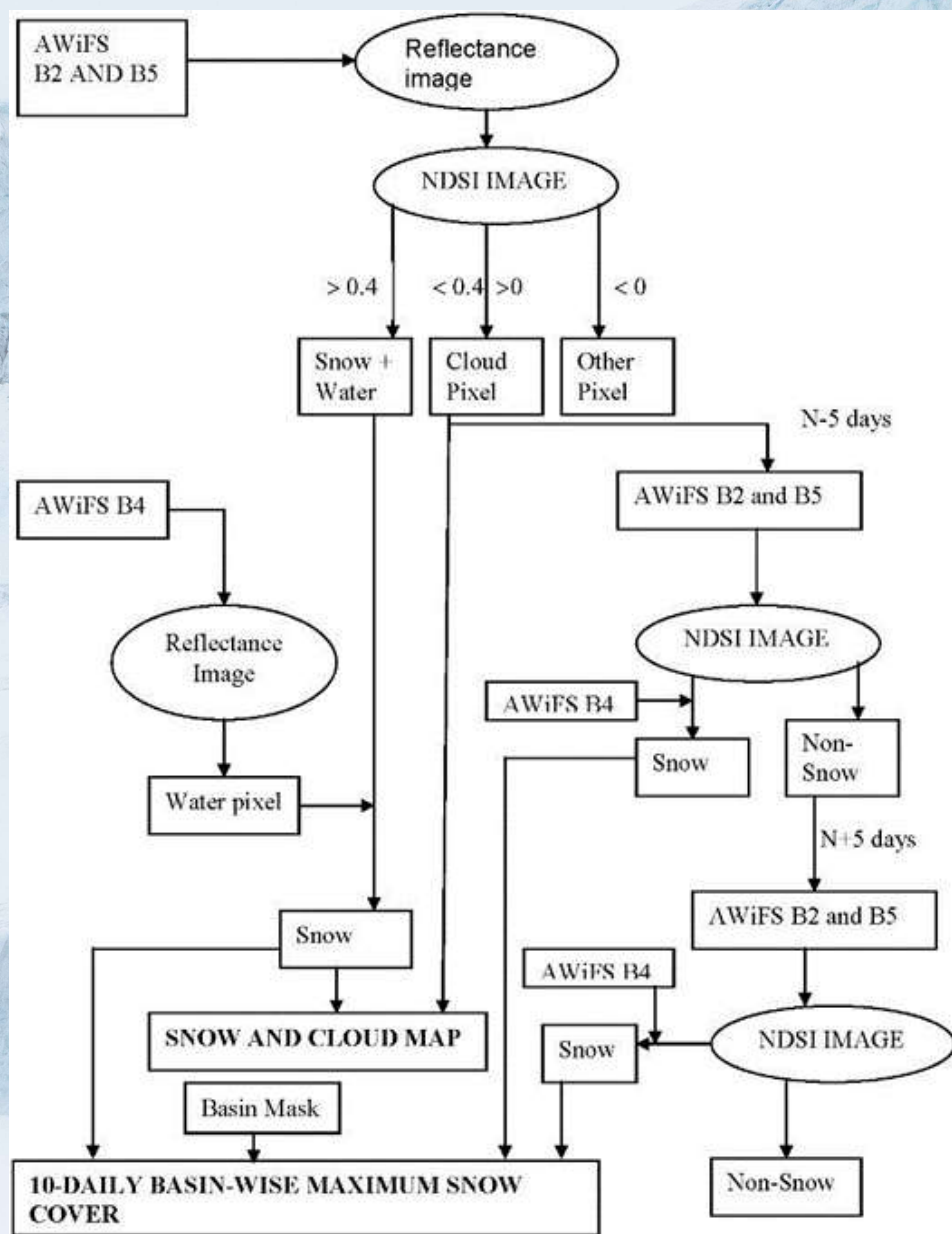 AWiFS
B2 AND B5
Reflectance
image
NDSI IMAGE
> 0.4
< 0.4 >0
< 0
Snow +
Water
Cloud
Pixel
Other
Pixel
N-5 days
AWiFS B4
AWiFS B2 and B5
Reflectance
Image
NDSI IMAGE
AWiFS B4
Snow
Non-
Snow
Water pixel
N+5 days
AWiFS B2 and B5
Snow
AWiFS B4
SNOW AND CLOUD MAP
Snow
NDSI IMAGE
Basin Mask
10-DAILY BASIN-WISE MAXIMUM SNOW
COVER
Non-Snow